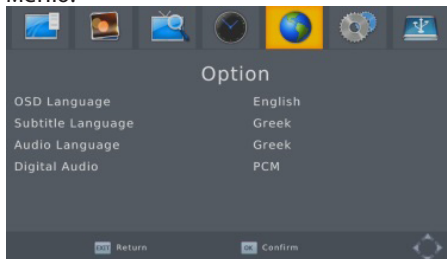 Option
OSD Language English
Subtitle Language Greek
Audio Language Greek
Digital Audio PCM
EXIT Return OK Confirm